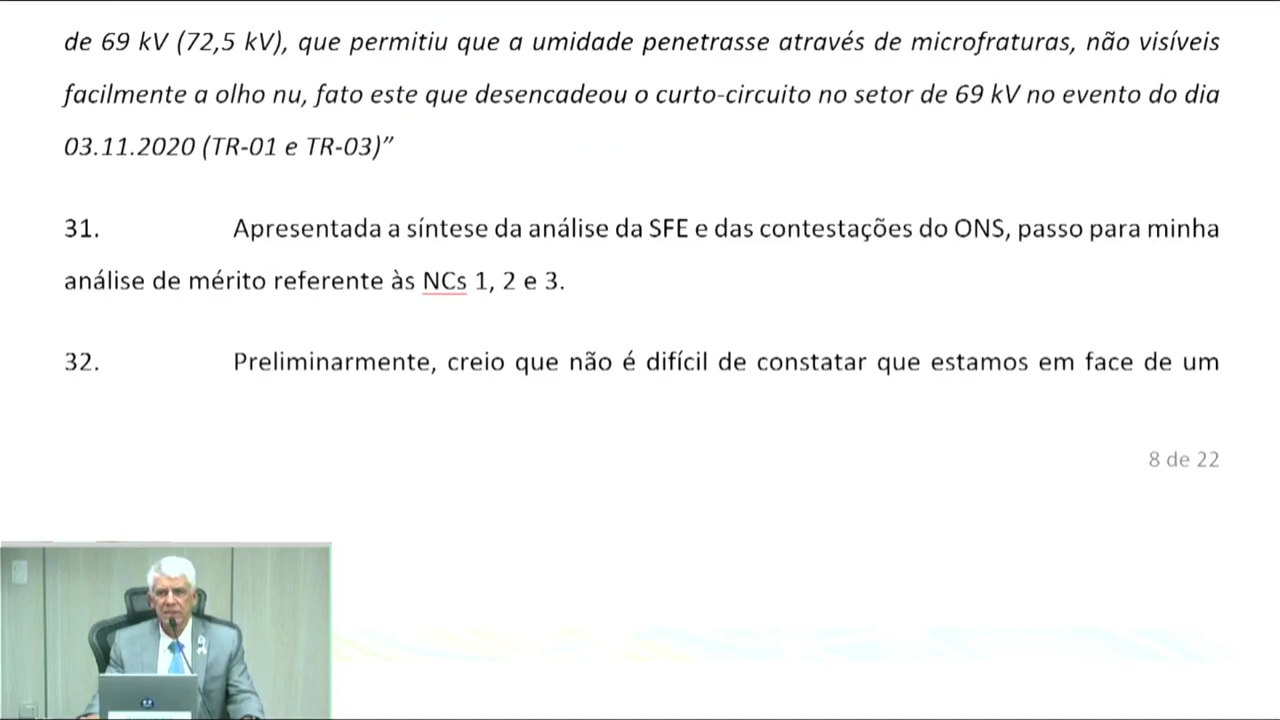 de 69 kV (72,5 kV), que permitiu que a umidade penetrasse através de microfraturas, não visíveis
facilmente a olho nu, fato este que desencadeou o curto-circuito no setor de 69 kV no evento do dia
03.11.2020 (TR-01 e TR-03)”
31. Apresentada a síntese da análise da SFE e das contestações do ONS, passo para minha
análise de mérito referente às NCs 1, 2 e 3.
32. Preliminarmente, creio que não é difícil de constatar que estamos em face de um
8 de 22